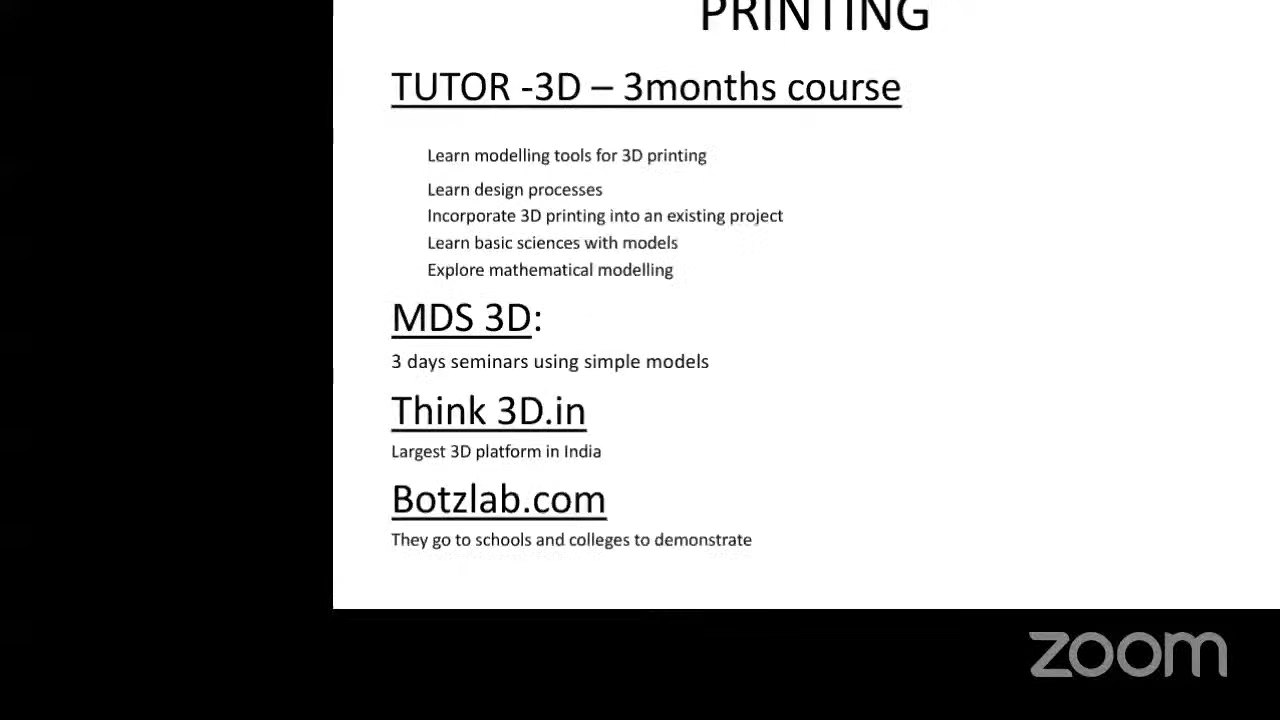 PRINTING
TUTOR -3D – 3months course
Learn modelling tools for 3D printing
Learn design processes
Incorporate 3D printing into an existing project
Learn basic sciences with models
Explore mathematical modelling
MDS 3D:
3 days seminars using simple models
Think 3D.in
Largest 3D platform in India
Botzlab.com
They go to schools and colleges to demonstrate
zoom